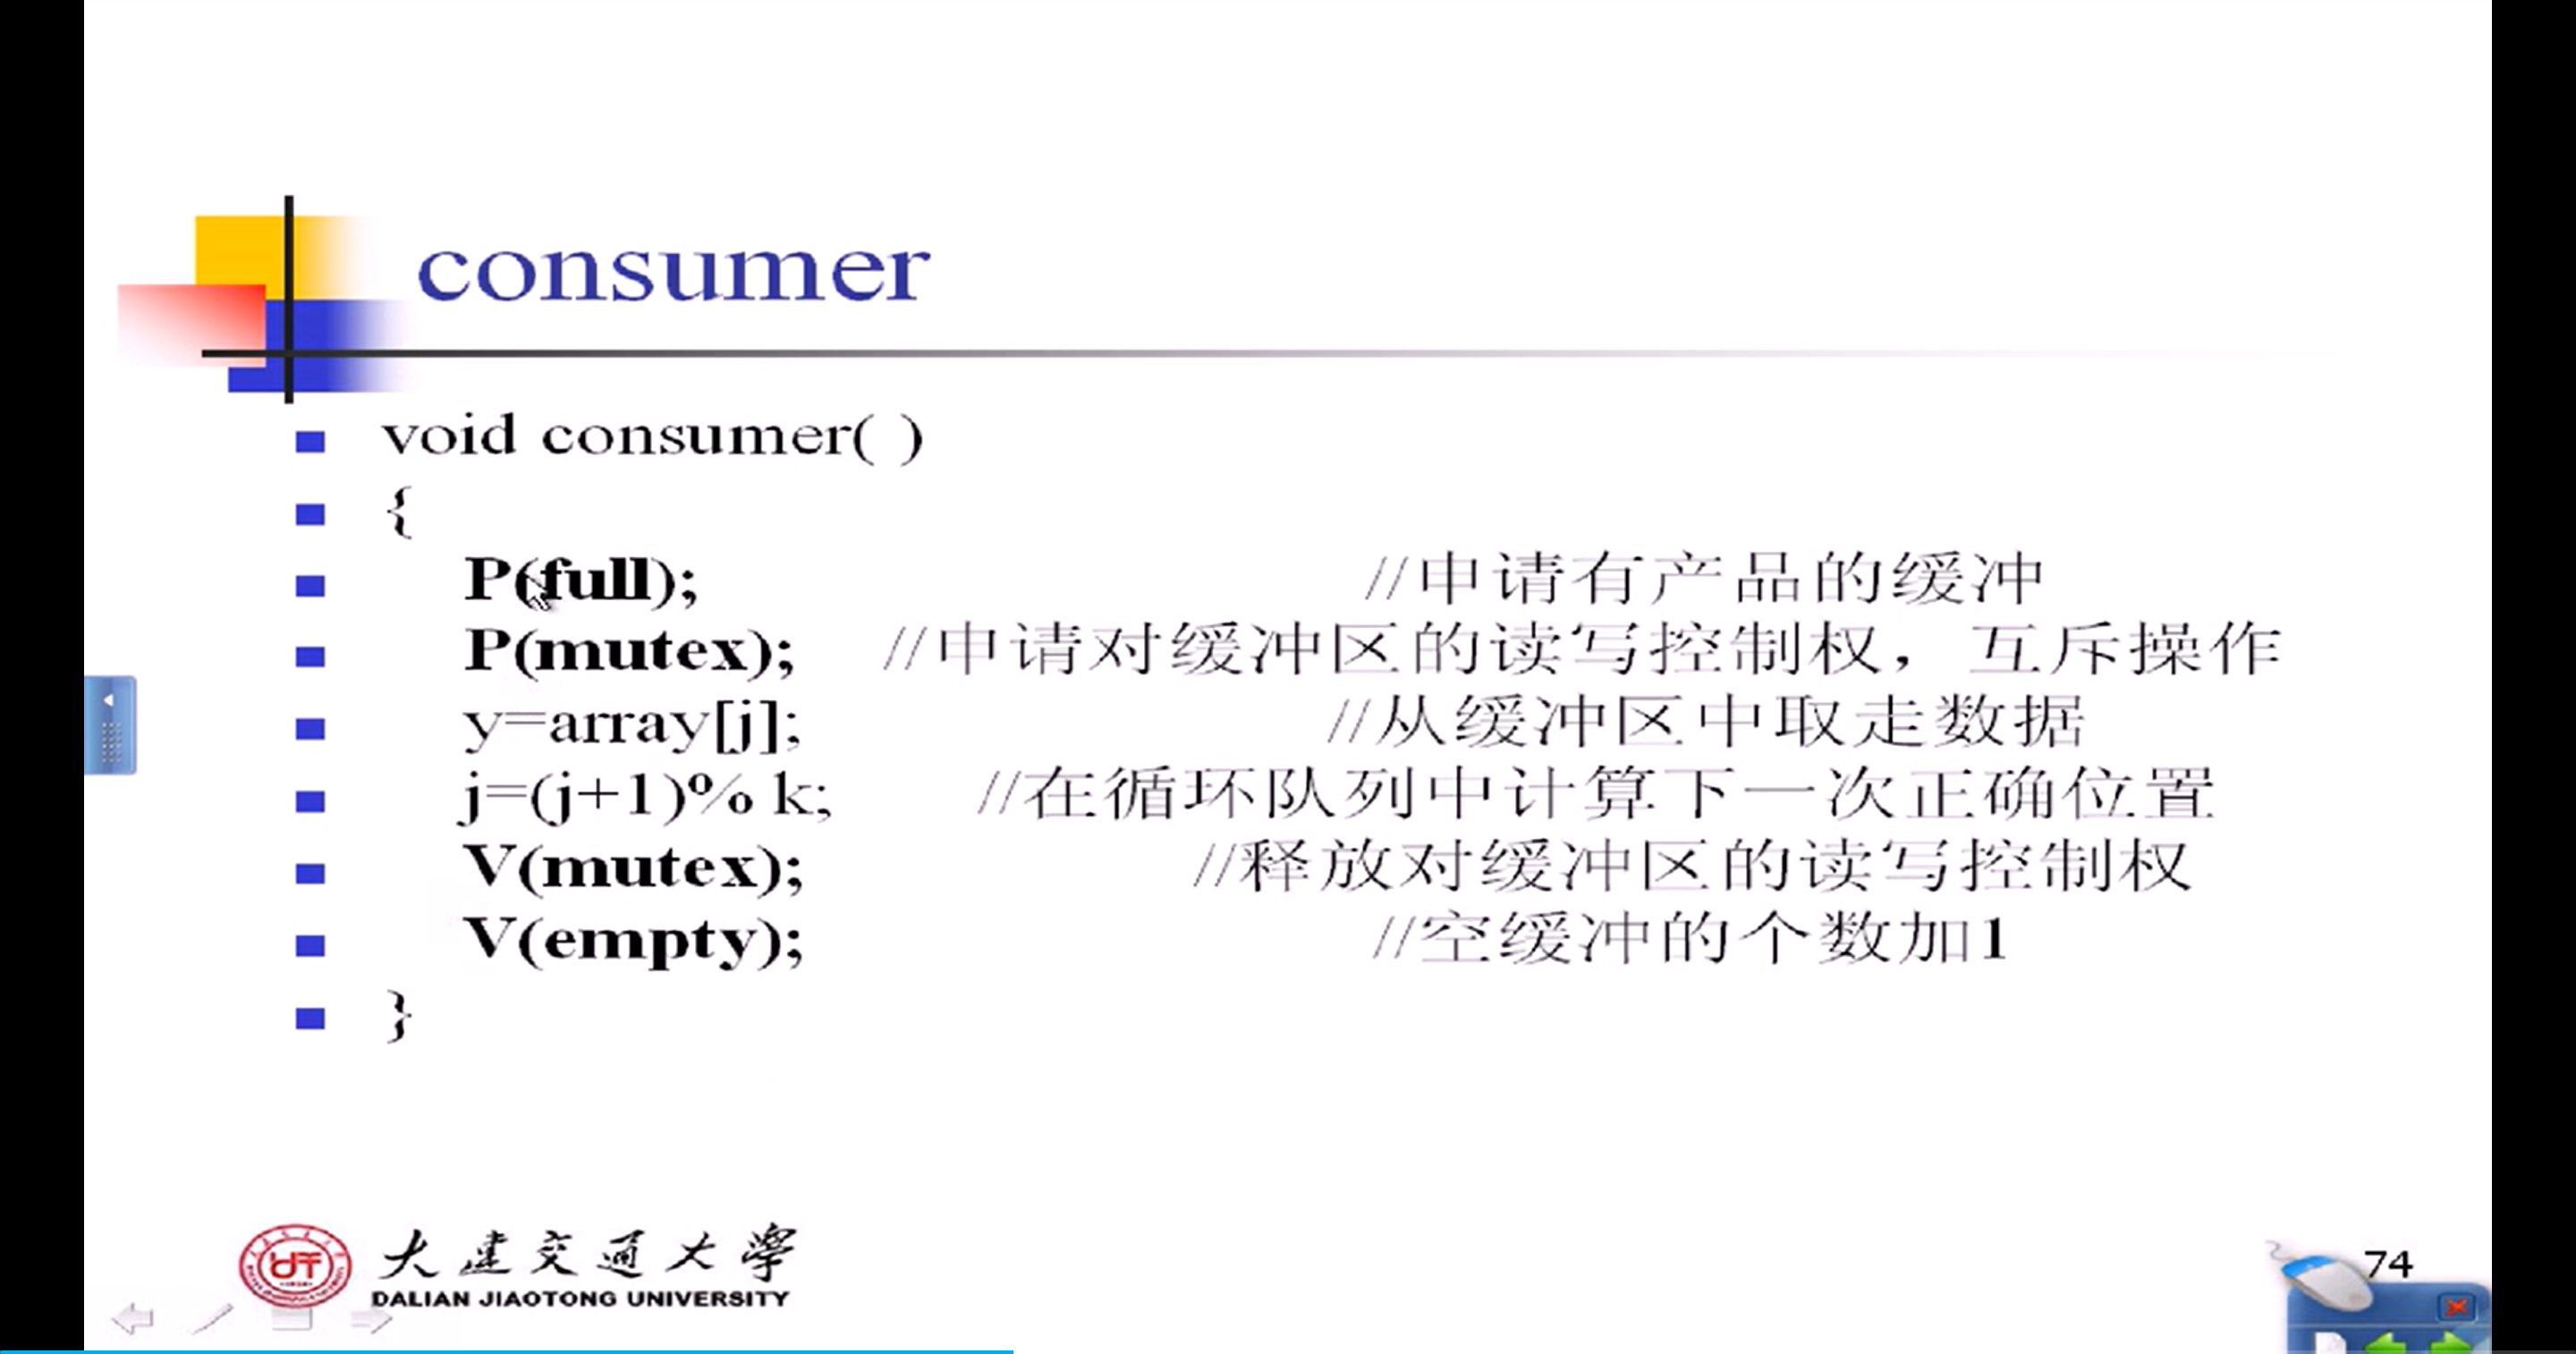 consumer
void consumer( )
{
P(full); //申请有产品的缓冲
P(mutex); //申请对缓冲区的读写控制权，互斥操作
y=array[j]; //从缓冲区中取走数据
j=(j+1)% k; //在循环队列中计算下一次正确位置
V(mutex); //释放对缓冲区的读写控制权
V(empty); //空缓冲的个数加1
}
大连交通大学
DALIAN JIAOTONG UNIVERSITY
74